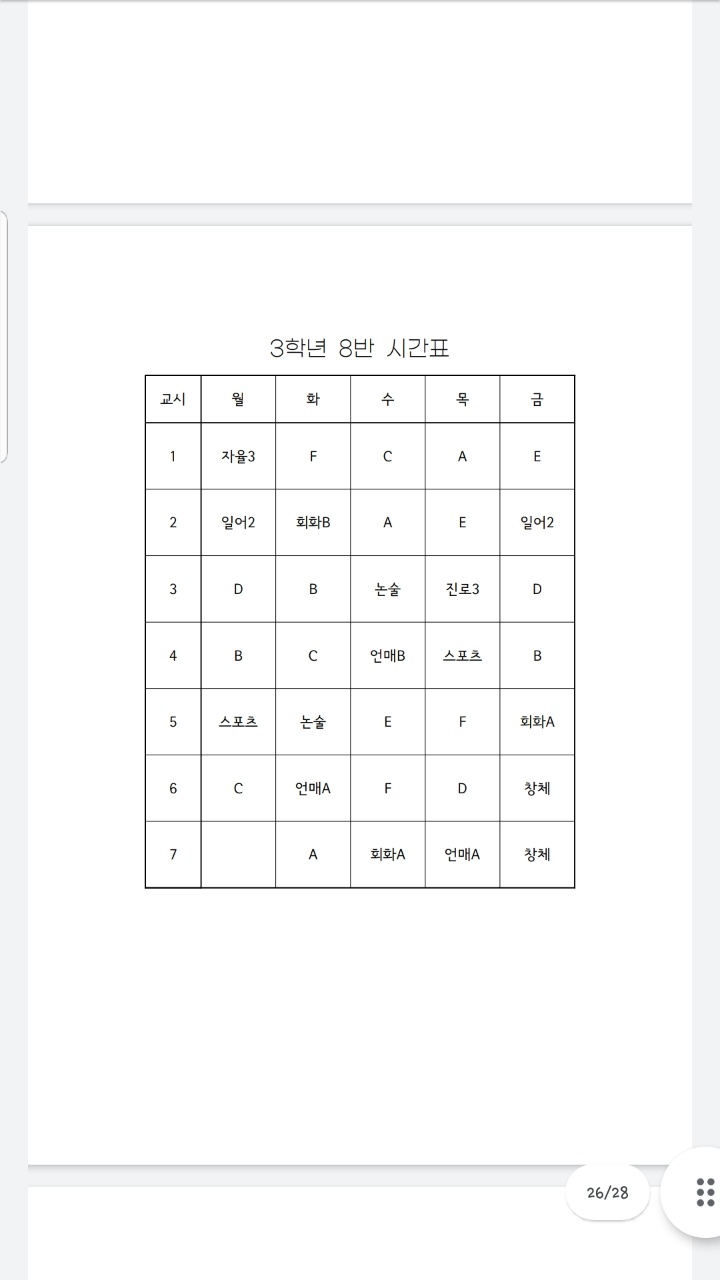 3학년 8반 시간표
교시 월 화 수 목 금
1 자율3 F C A E
2 일어2 회화B A E 일어2
3 D B 논술 진로3 D
4 B C 언매B 스포츠 B
5 스포츠 논술 E F 회화A
6 C 언매A F D 창체
7 A 회화A 언매A 창체
26/28